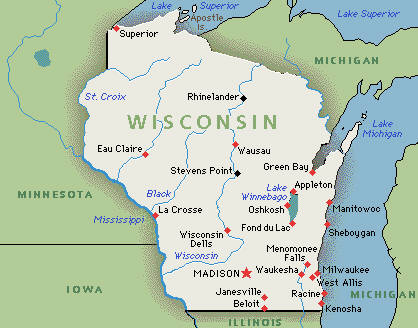 Lake Superior
Lake Superior
Apostle
Is
Superior
MICHIGAN
St. Croix
Rhinelander
WISCONSIN
Lake
Michigan
Eau Claire
Wausau
Green Bay
Stevens Point
Appleton
MINNESOTA
Black
Lake
Winnebago
Oshkosh
Manitowoc
Mississippi
La Crosse
Fond du Lac
Sheboygan
Wisconsin
Dells
Menomonee
Falls
Wisconsin
MADISON
Waukesha
Milwaukee
West Allis
IOWA
Janesville
Racine
MICHIGAN
Beloit
Kenosha
ILLINOIS